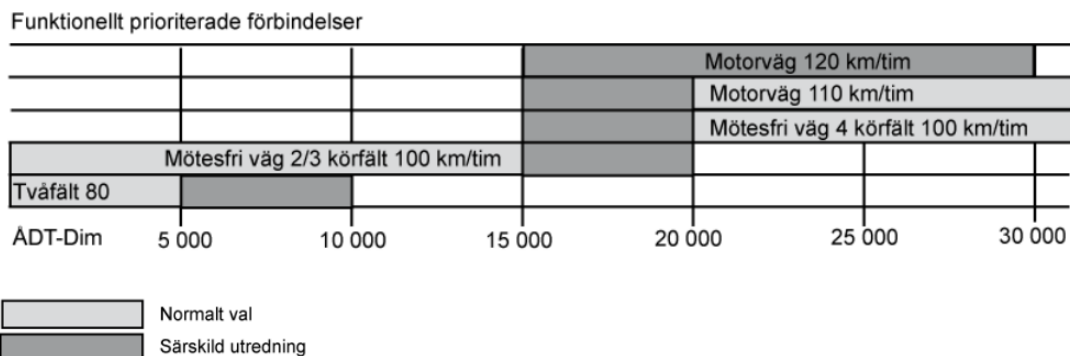 Funktionellt prioriterade förbindelser
Motorväg 120 km/tim
Motorväg 110 km/tim
Mötesfri väg 4 körfält 100 km/tim
Mötesfri väg 2/3 körfält 100 km/tim
Tvåfält 80
ÅDT-Dim 5 000 10 000 15 000 20 000 25 000 30 000
Normalt val
Särskild utredning